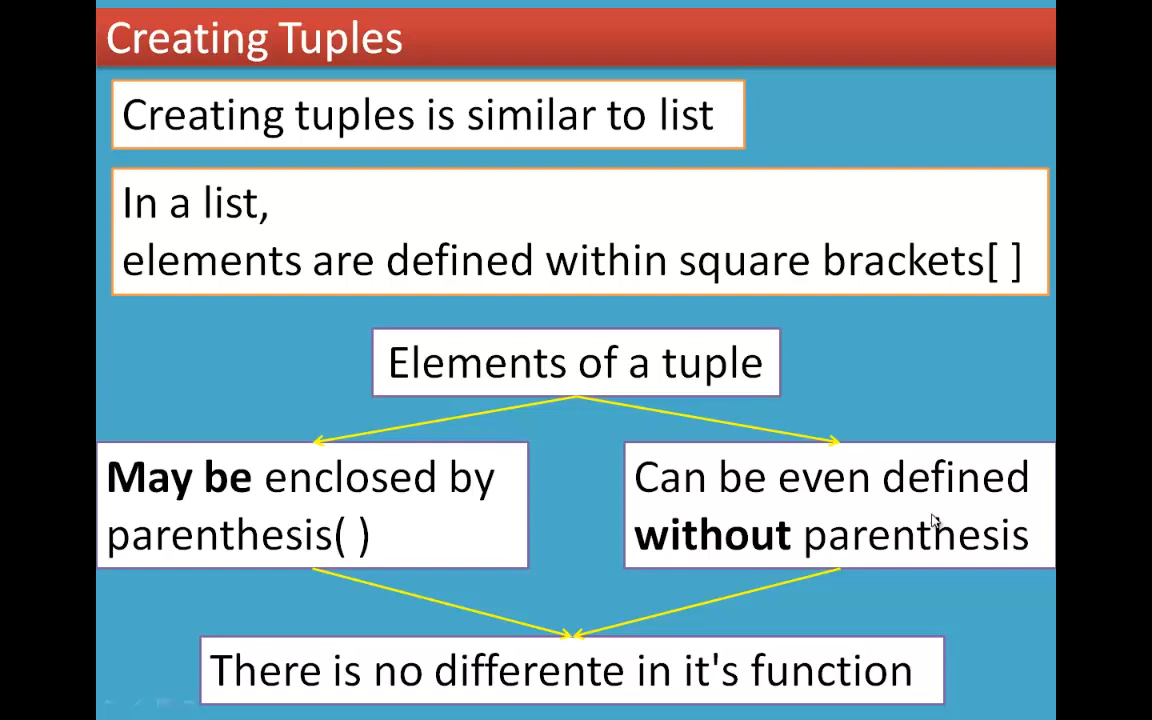 Creating Tuples
Creating tuples is similar to list
In a list,
elements are defined within square brackets[ ]
Elements of a tuple
May be enclosed by
parenthesis( )
Can be even defined
without parenthesis
There is no differente in it's function